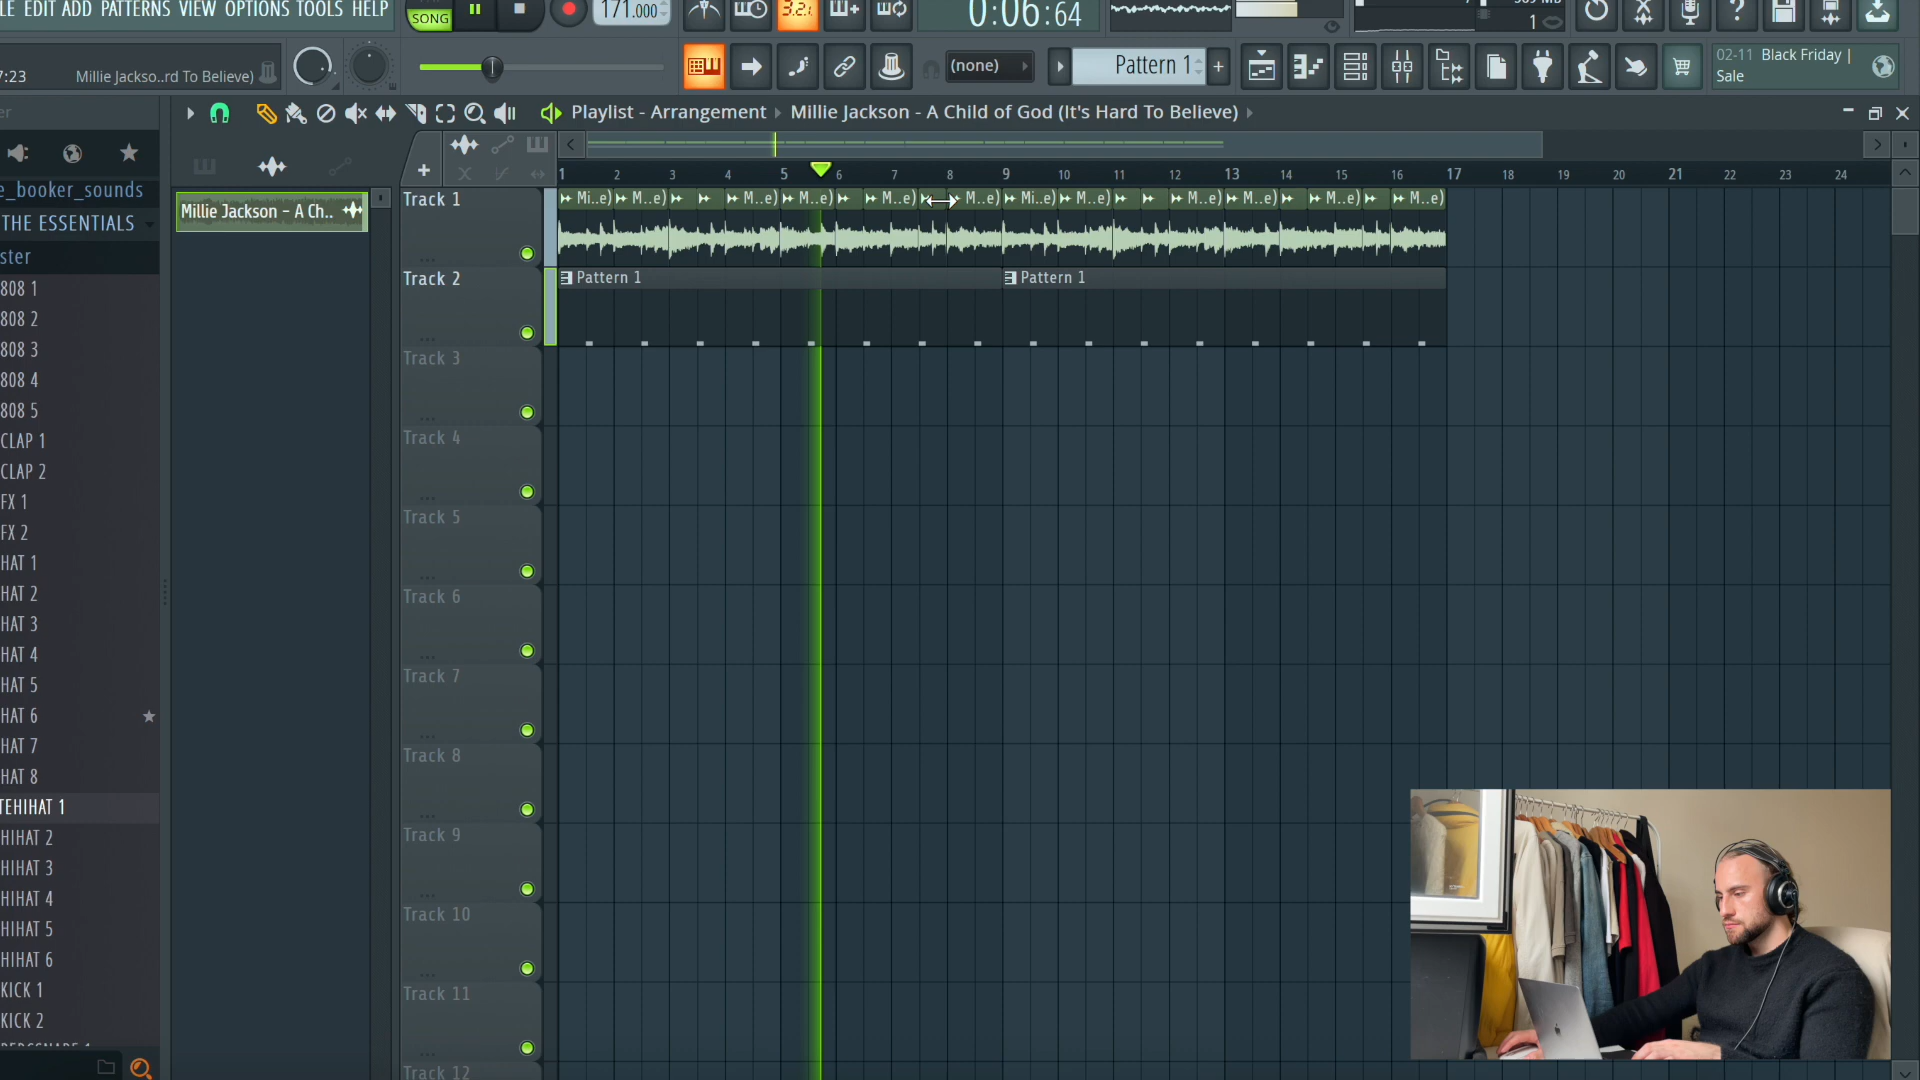 LE EDIT ADD PATTERNS VIEW OPTIONS TOOLS HELP
SONG
171.000
3.2.
0:06:64
1
7:23
Millie Jackso..rd To Believe)
(none)
Pattern 1
+
02-11 Black Friday |
Sale
Playlist - Arrangement
Millie Jackson - A Child of God (It's Hard To Believe)
e_booker_sounds
THE ESSENTIALS
ster
808 1
808 2
808 3
808 4
808 5
CLAP 1
CLAP 2
FX 1
FX 2
HAT 1
HAT 2
HAT 3
HAT 4
HAT 5
HAT 6
HAT 7
HAT 8
TEHIHAT 1
HIHAT 2
HIHAT 3
HIHAT 4
HIHAT 5
HIHAT 6
KICK 1
KICK 2
Millie Jackson - A Ch..
+
1 2 3 4 5 6 7 8 9 10 11 12 13 14 15 16 17 18 19 20 21 22 23 24
Track 1
Mi..e) M..e) M..e) M..e) M..e) M..e) Mi..e) M..e) M..e) M..e) M..e) M..e)
Track 2
Pattern 1
Pattern 1
Track 3
Track 4
Track 5
Track 6
Track 7
Track 8
Track 9
Track 10
Track 11
Track 12